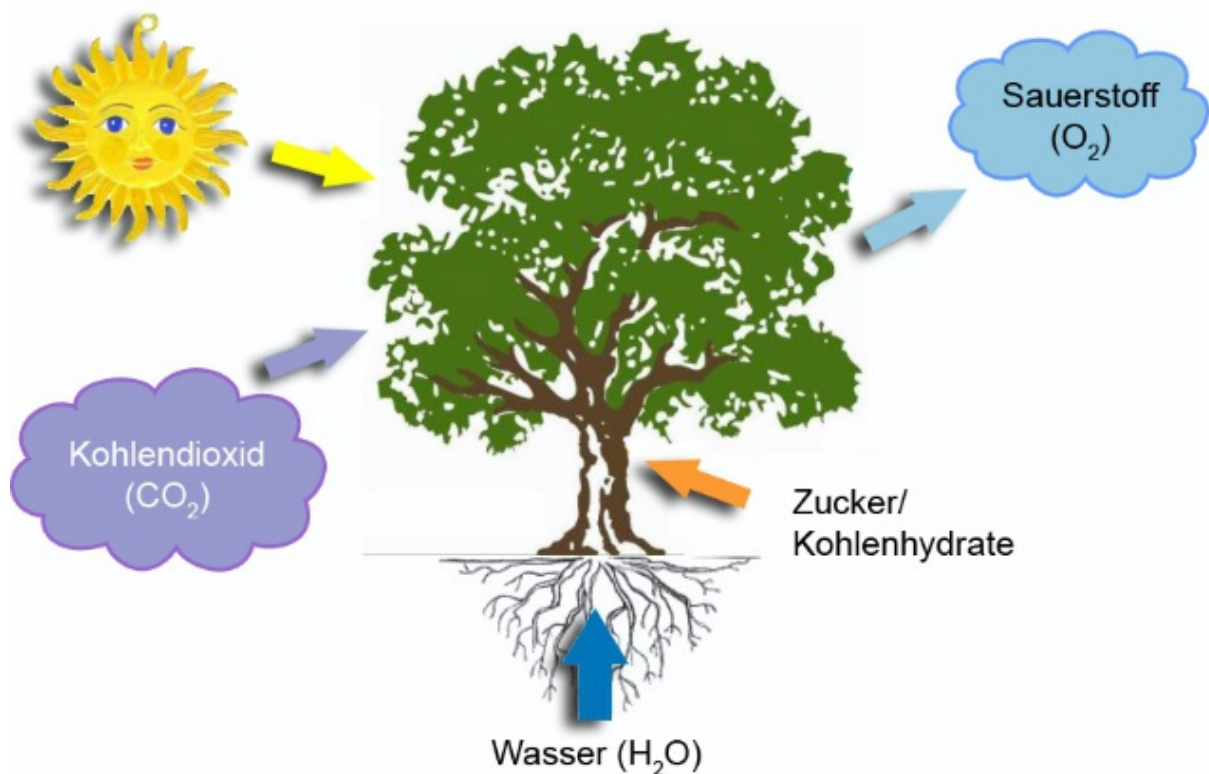 Sauerstoff
(O₂)
Kohlendioxid
(CO₂)
Zucker/
Kohlenhydrate
Wasser (H₂O)